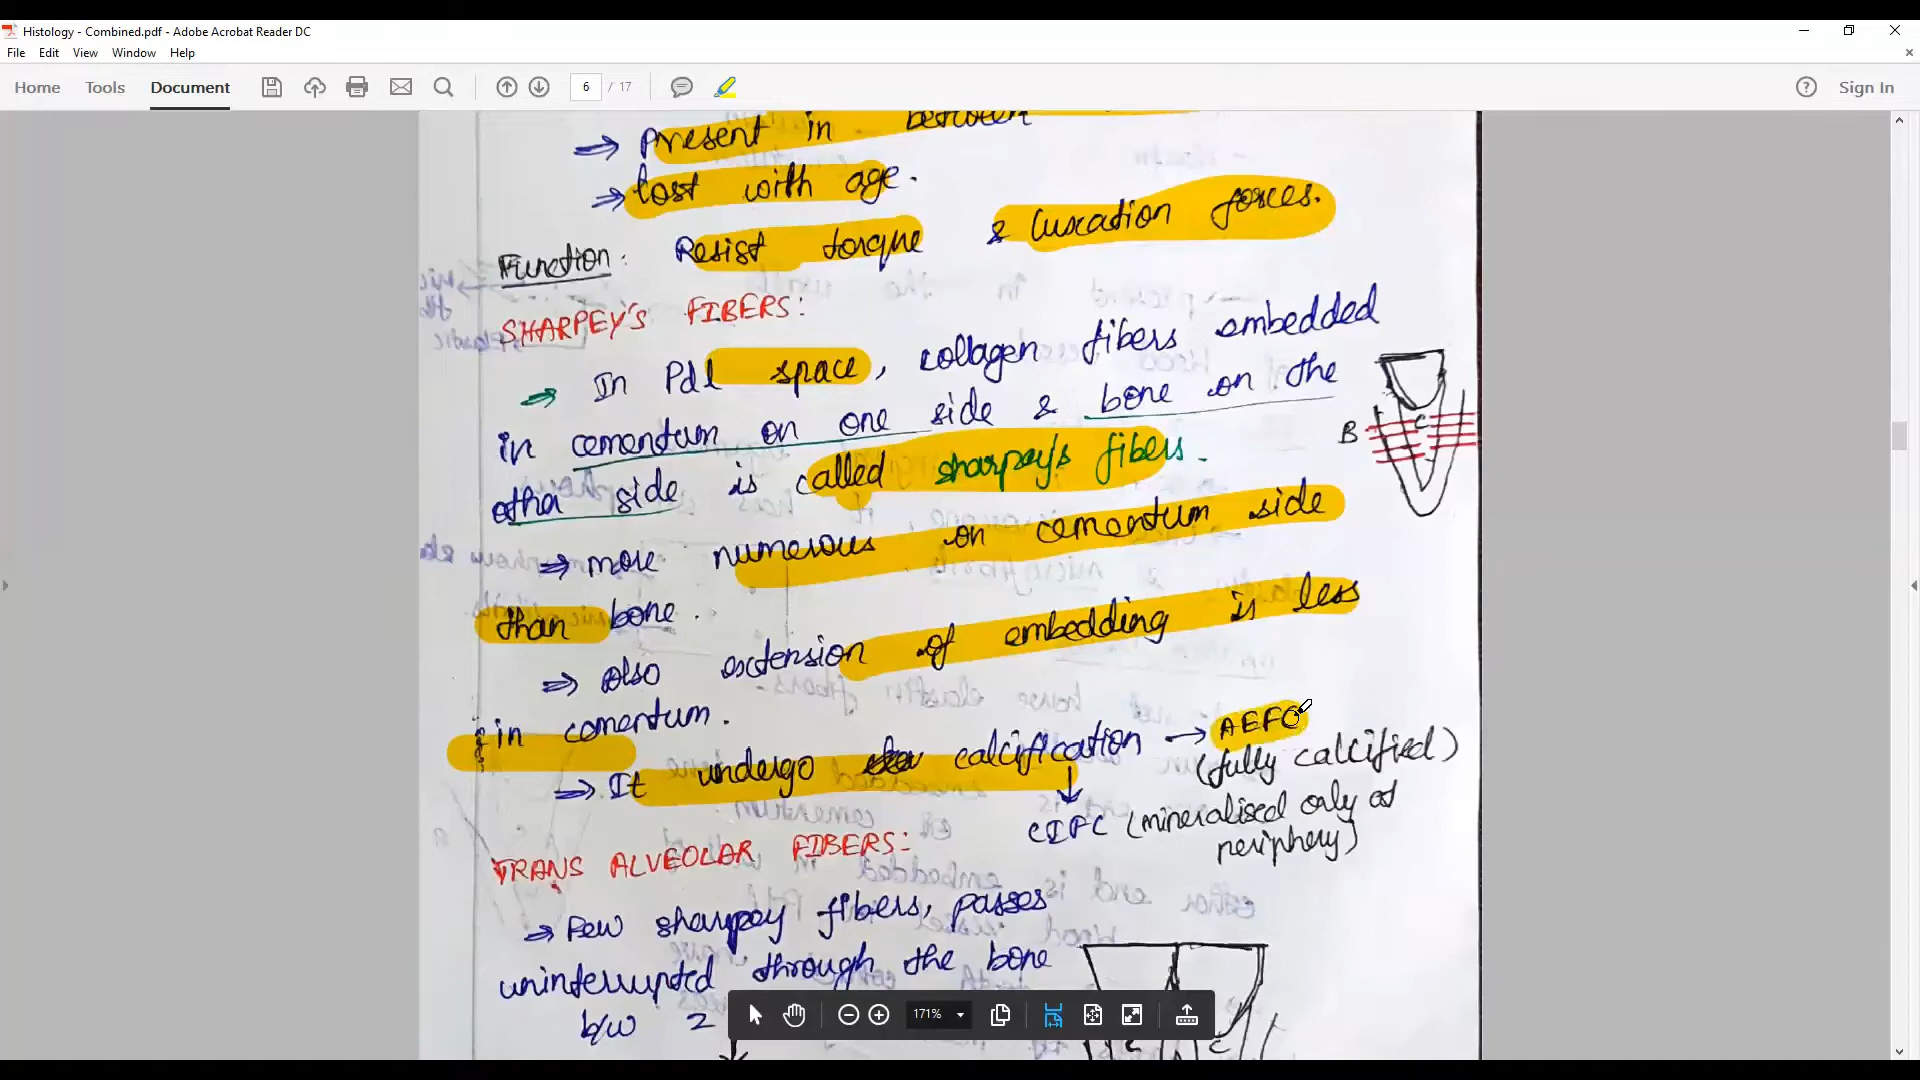 Histology - Combined.pdf - Adobe Acrobat Reader DC
File Edit View Window Help
Home Tools Document 6 / 17 Sign In
⇒ Present in between
⇒ lost with age.
Function: Resist torque & luxation forces.
SHARPEY'S FIBERS:
⇒ In Pdl space, collagen fibers embedded
in cementum on one side & bone on the
other side is called sharpey's fibers.
B C
⇒ more numerous on cementum side
than bone.
⇒ also extension of embedding is less
in cementum.
⇒ It undergo calcification → AEFC
(fully calcified)
↓
CIFC (mineralised only at
periphery)
TRANS ALVEOLAR FIBERS:
→ Few sharpey fibers, passes
uninterrupted through the bone
b/w 2
171%